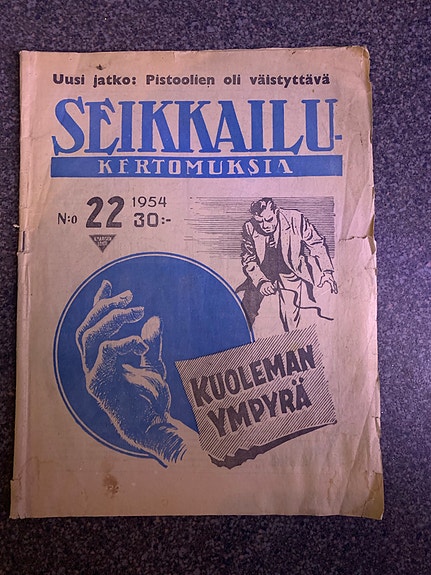 Uusi jatko: Pistoolien oli väistyttävä
SEIKKAILU-
KERTOMUKSIA
N:o 22 1954
30:-
KUOLEMAN
YMPYRÄ